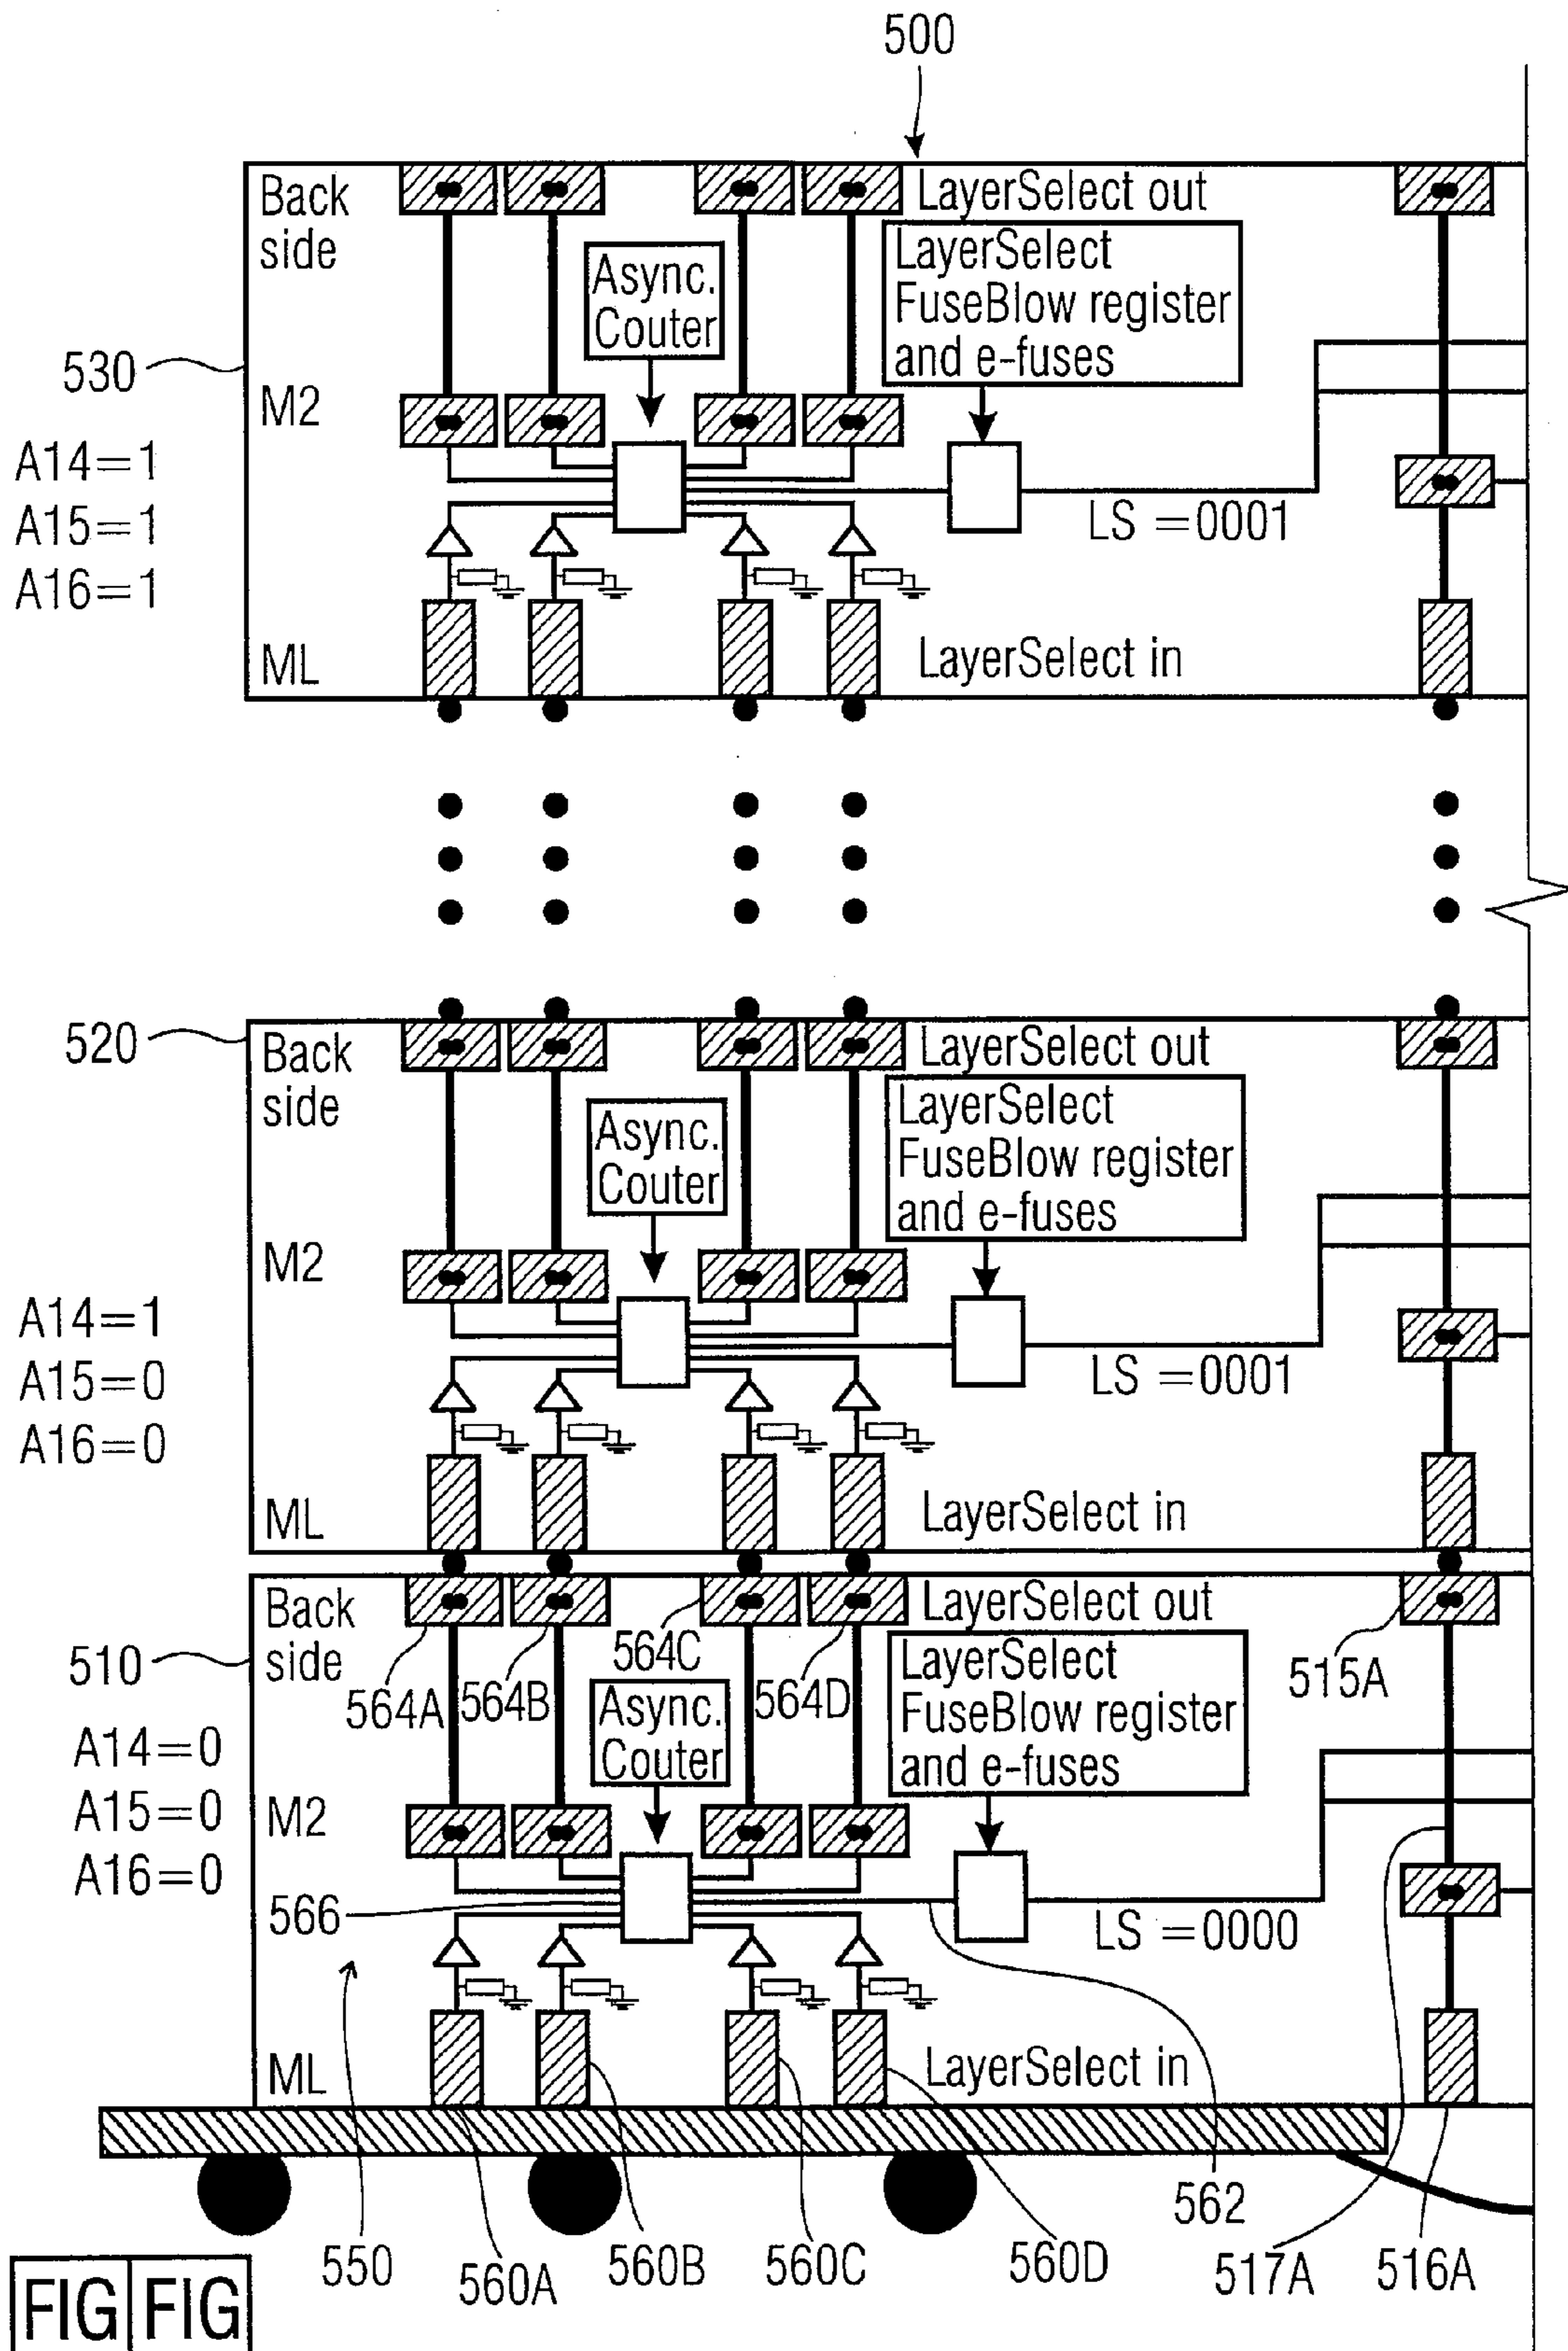 500
Back
side
LayerSelect out
LayerSelect
FuseBlow register
and e-fuses
Async.
Couter
530
M2
A14=1
A15=1
A16=1
LS =0001
ML
LayerSelect in
520
Back
side
LayerSelect out
LayerSelect
FuseBlow register
and e-fuses
Async.
Couter
M2
A14=1
A15=0
A16=0
LS =0001
ML
LayerSelect in
Back
side
LayerSelect out
510
564A
564B
564C
564D
515A
LayerSelect
FuseBlow register
and e-fuses
Async.
Couter
A14=0
A15=0
A16=0
M2
566
LS =0000
ML
LayerSelect in
550
560A
560B
560C
560D
562
517A
516A
FIG FIG